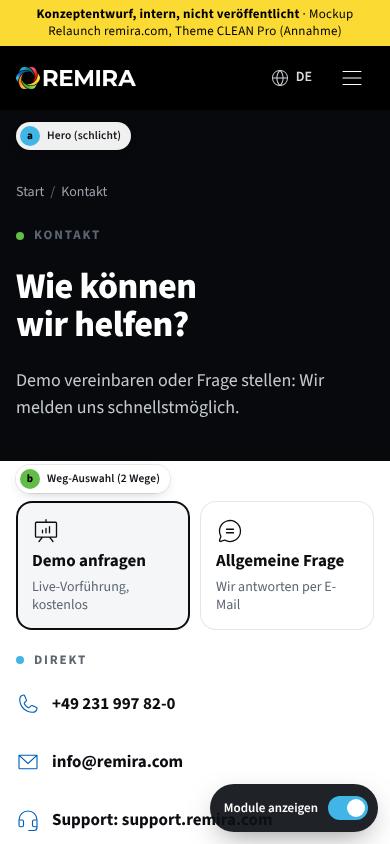 Konzeptentwurf, intern, nicht veröffentlicht · Mockup
Relaunch remira.com, Theme CLEAN Pro (Annahme)
REMIRA
DE
a Hero (schlicht)
Start / Kontakt
KONTAKT
Wie können
wir helfen?
Demo vereinbaren oder Frage stellen: Wir
melden uns schnellstmöglich.
b Weg-Auswahl (2 Wege)
Demo anfragen
Live-Vorführung,
kostenlos
Allgemeine Frage
Wir antworten per E-
Mail
DIREKT
+49 231 997 82-0
info@remira.com
Module anzeigen
Support: support.remira.com